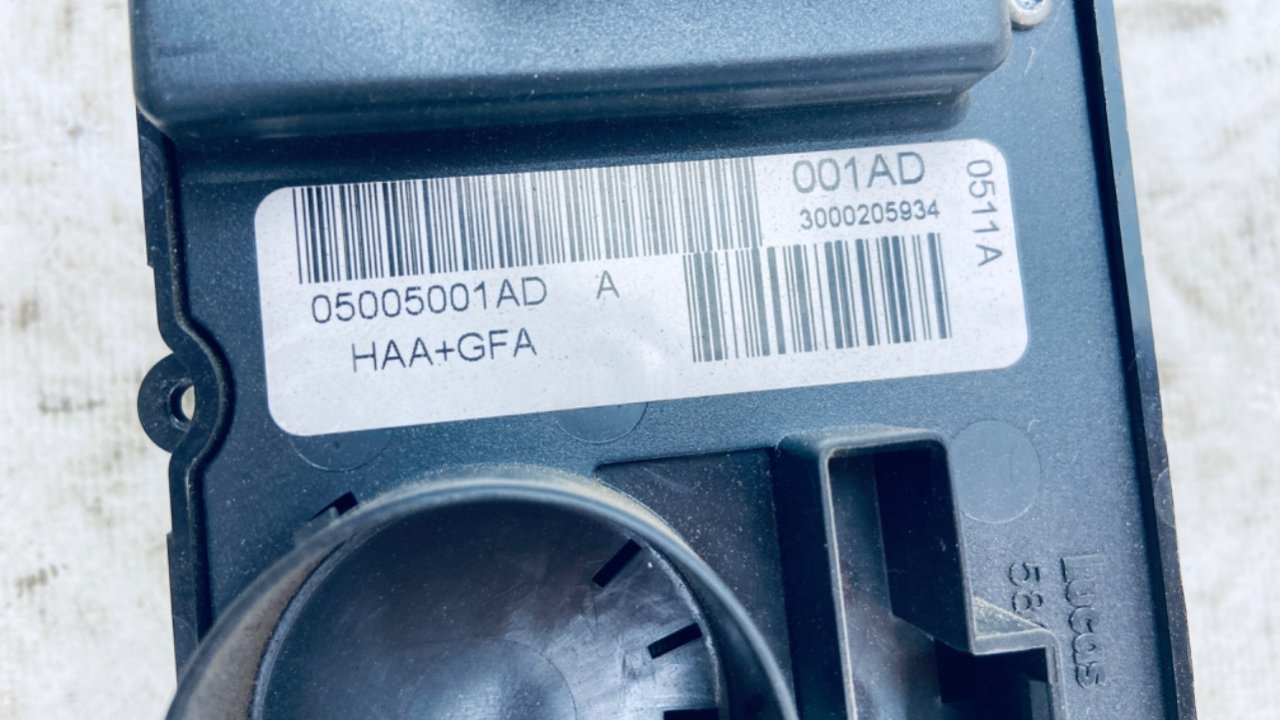 001AD
3000205934
0511A
05005001AD A
HAA+GFA
Lucas
58